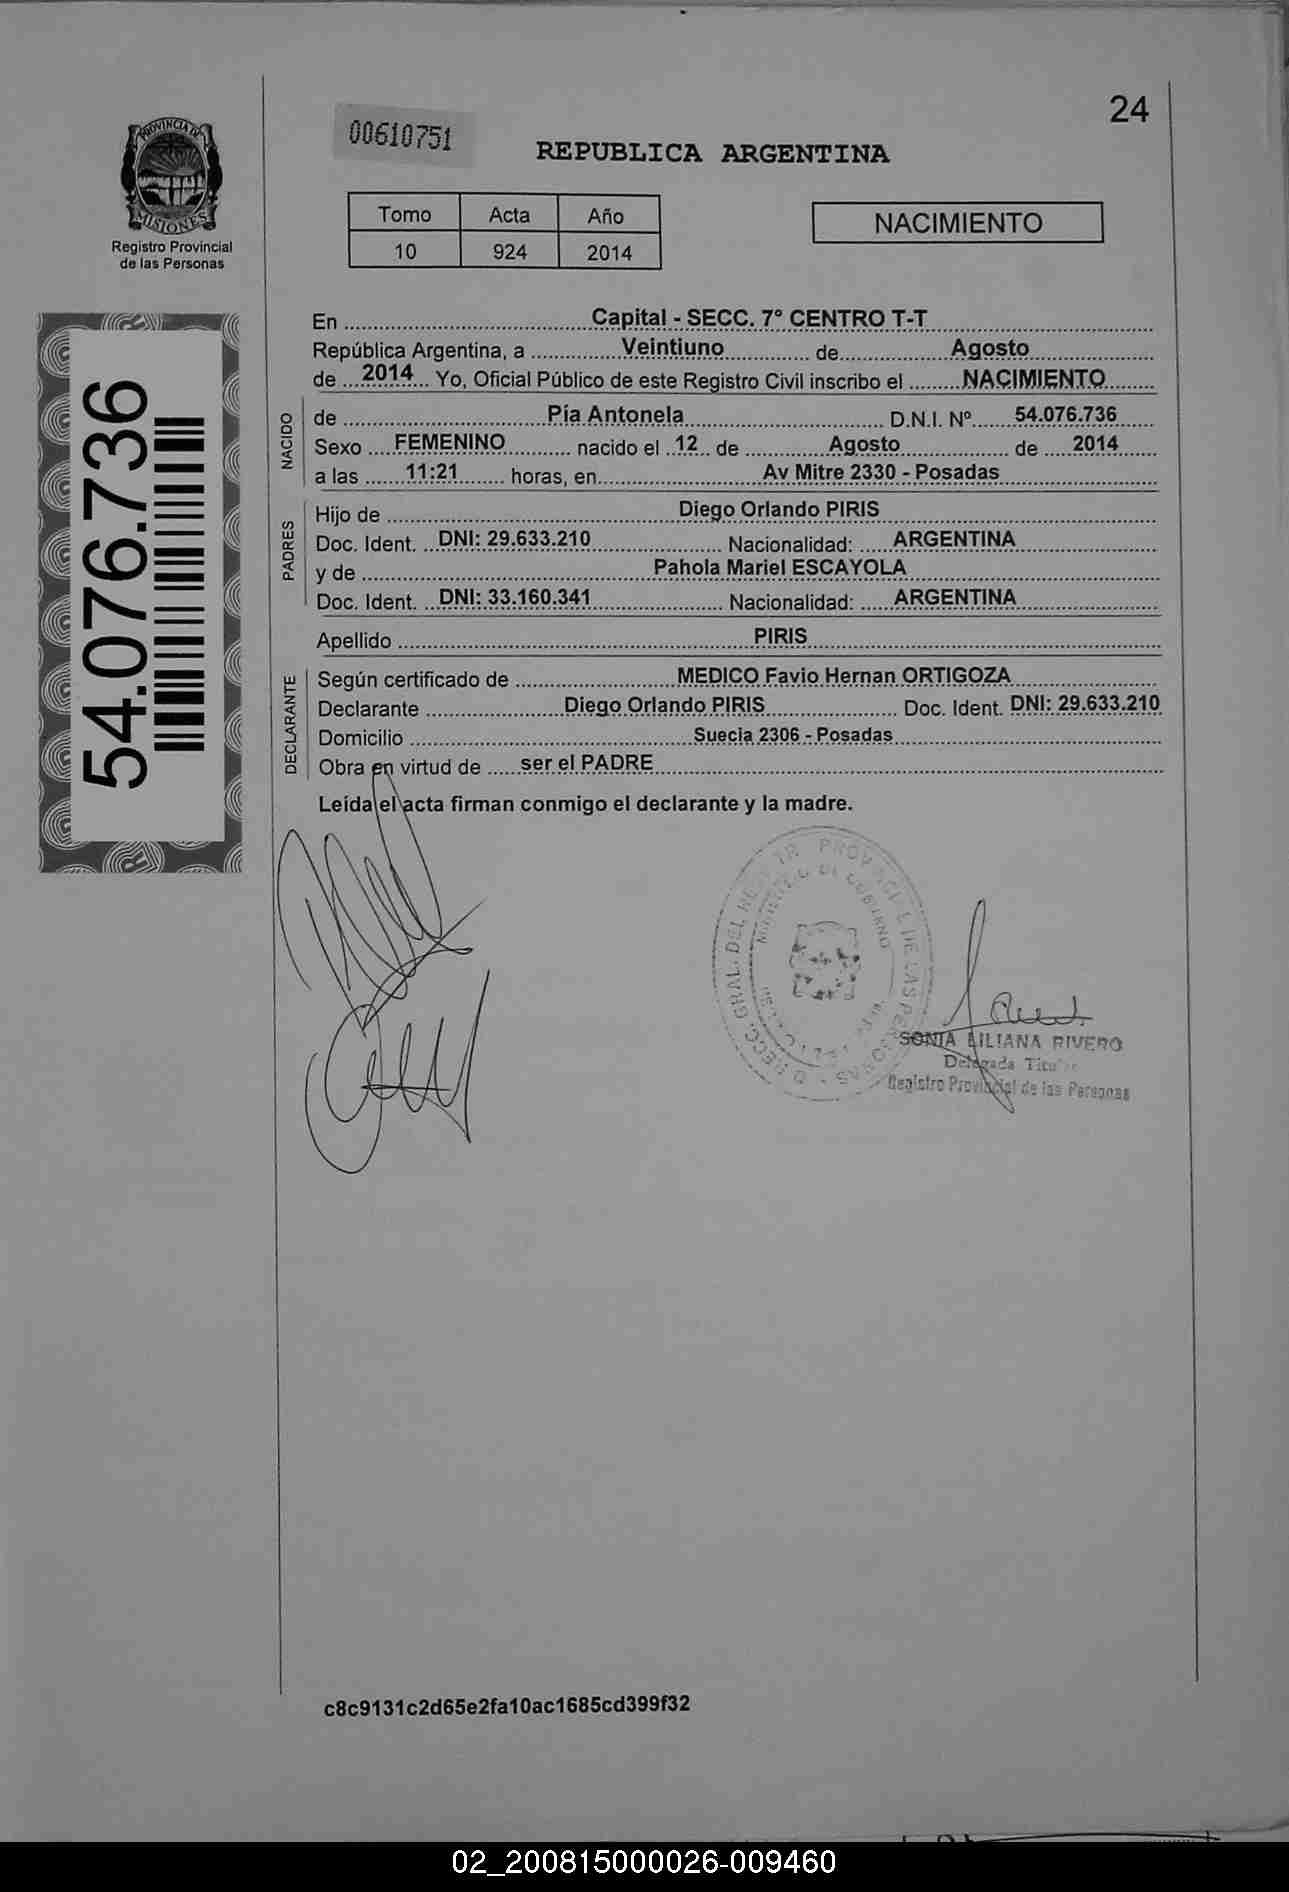 24
00610751
REPUBLICA ARGENTINA
PROVINCIA DE
MISIONES
Registro Provincial
de las Personas
Tomo Acta Año
10 924 2014
NACIMIENTO
54.076.736
En Capital - SECC. 7° CENTRO T-T
República Argentina, a Veintiuno de Agosto
de 2014 Yo, Oficial Público de este Registro Civil inscribo el NACIMIENTO
NACIDO
de Pía Antonela D.N.I. Nº 54.076.736
Sexo FEMENINO nacido el 12 de Agosto de 2014
a las 11:21 horas, en Av Mitre 2330 - Posadas
PADRES
Hijo de Diego Orlando PIRIS
Doc. Ident. DNI: 29.633.210 Nacionalidad: ARGENTINA
y de Pahola Mariel ESCAYOLA
Doc. Ident. DNI: 33.160.341 Nacionalidad: ARGENTINA
Apellido PIRIS
DECLARANTE
Según certificado de MEDICO Favio Hernan ORTIGOZA
Declarante Diego Orlando PIRIS Doc. Ident. DNI: 29.633.210
Domicilio Suecia 2306 - Posadas
Obra en virtud de ser el PADRE
Leída el acta firman conmigo el declarante y la madre.
SONIA LILIANA RIVERO
Delegada Titular
Registro Provincial de las Personas
c8c9131c2d65e2fa10ac1685cd399f32
02_200815000026-009460